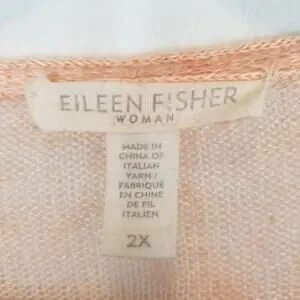 EILEEN FISHER
WOMAN
MADE IN
CHINA OF
ITALIAN
YARN /
FABRIQUÉ
EN CHINE
DE FIL
ITALIEN
2X